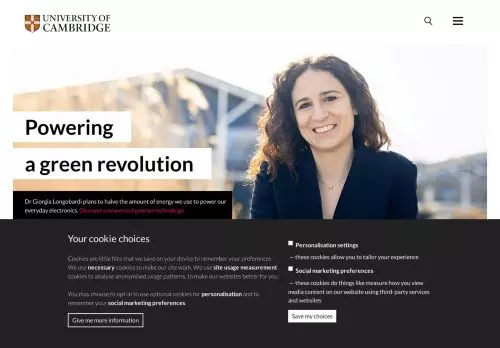 UNIVERSITY OF
CAMBRIDGE
Powering
a green revolution
Dr Giorgia Longobardi plans to halve the amount of energy we use to power our
everyday electronics. Discover a new era of power technology
Your cookie choices
Cookies are little files that we save on your device to remember your preferences.
We use necessary cookies to make our site work. We use site usage measurement
cookies to analyse anonymised usage patterns, to make our websites better for you.
You may choose to opt-in to use optional cookies for personalisation and to
remember your social marketing preferences.
Give me more information
Personalisation settings
— these cookies allow you to tailor your experience
Social marketing preferences
— these cookies do things like measure how you view
media content on our website using third-party services
and websites
Save my choices